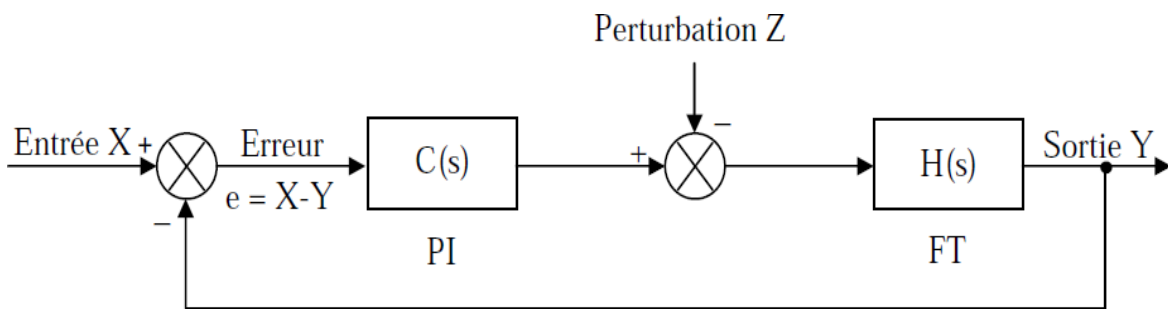 Perturbation Z
−
Entrée X +
Erreur
C(s)
+
H(s)
Sortie Y
−
e = X-Y
PI
FT